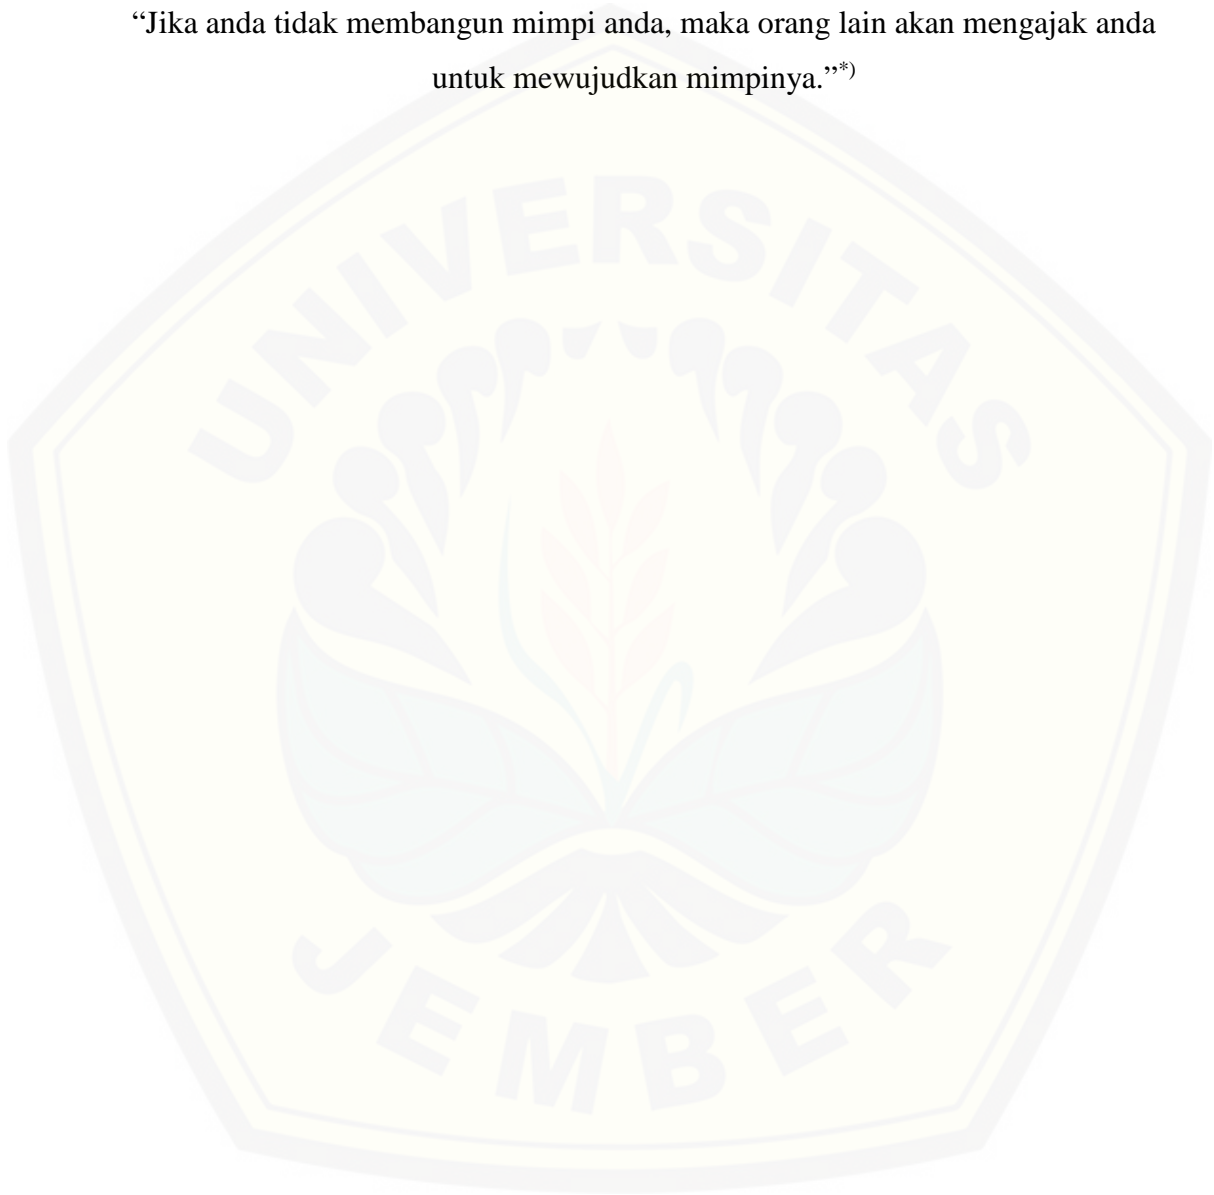 “Jika anda tidak membangun mimpi anda, maka orang lain akan mengajak anda
untuk mewujudkan mimpinya.”*)
UNIVERSITAS
JEMBER